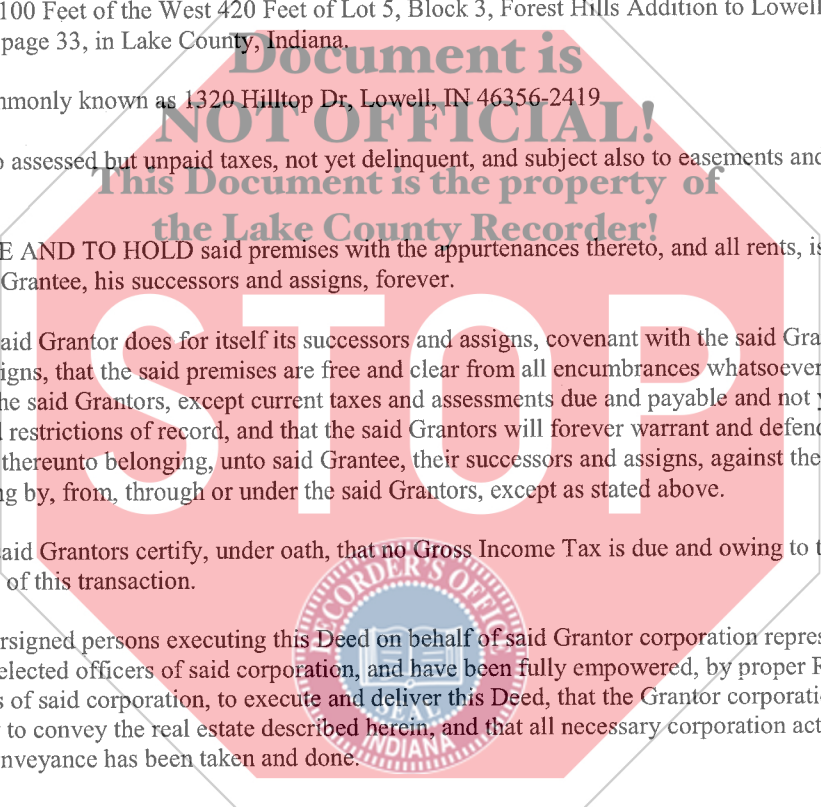 100 Feet of the West 420 Feet of Lot 5, Block 3, Forest Hills Addition to Lowell
page 33, in Lake County, Indiana.
Document is
mmonly known as 1320 Hilltop Dr, Lowell, IN 46356-2419
NOT OFFICIAL!
o assessed but unpaid taxes, not yet delinquent, and subject also to easements and
This Document is the property of
the Lake County Recorder!
E AND TO HOLD said premises with the appurtenances thereto, and all rents, is
Grantee, his successors and assigns, forever.
STOP
aid Grantor does for itself its successors and assigns, covenant with the said Gra
igns, that the said premises are free and clear from all encumbrances whatsoever
he said Grantors, except current taxes and assessments due and payable and not y
d restrictions of record, and that the said Grantors will forever warrant and defend
thereunto belonging, unto said Grantee, their successors and assigns, against the
ng by, from, through or under the said Grantors, except as stated above.
aid Grantors certify, under oath, that no Gross Income Tax is due and owing to t
of this transaction.
RECORDER'S OFFICE
rsigned persons executing this Deed on behalf of said Grantor corporation repres
elected officers of said corporation, and have been fully empowered, by proper R
s of said corporation, to execute and deliver this Deed, that the Grantor corporati
SEAL
y to convey the real estate described herein, and that all necessary corporation act
INDIANA
nveyance has been taken and done.